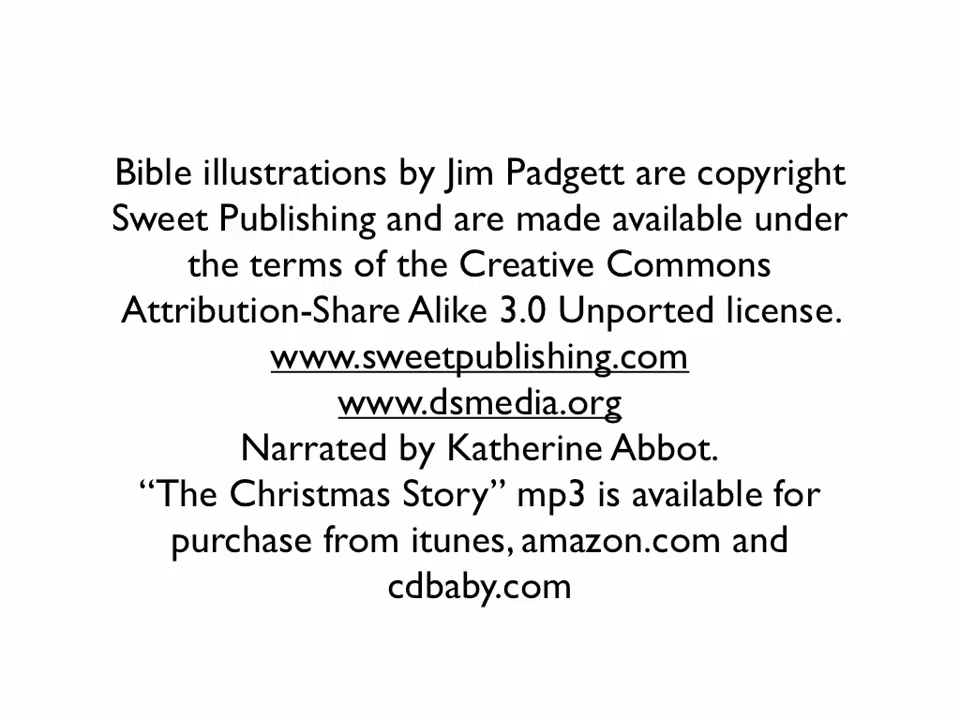 Bible illustrations by Jim Padgett are copyright
Sweet Publishing and are made available under
the terms of the Creative Commons
Attribution-Share Alike 3.0 Unported license.
www.sweetpublishing.com
www.dsmedia.org
Narrated by Katherine Abbot.
“The Christmas Story” mp3 is available for
purchase from itunes, amazon.com and
cdbaby.com